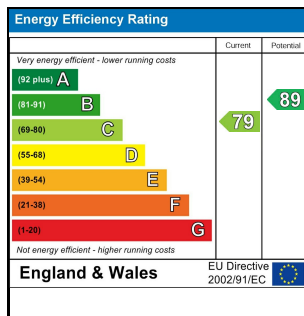 Energy Efficiency Rating
Current Potential
Very energy efficient - lower running costs
(92 plus) A
(81-91) B
(69-80) C
(55-68) D
(39-54) E
(21-38) F
(1-20) G
79
89
Not energy efficient - higher running costs
England & Wales
EU Directive
2002/91/EC